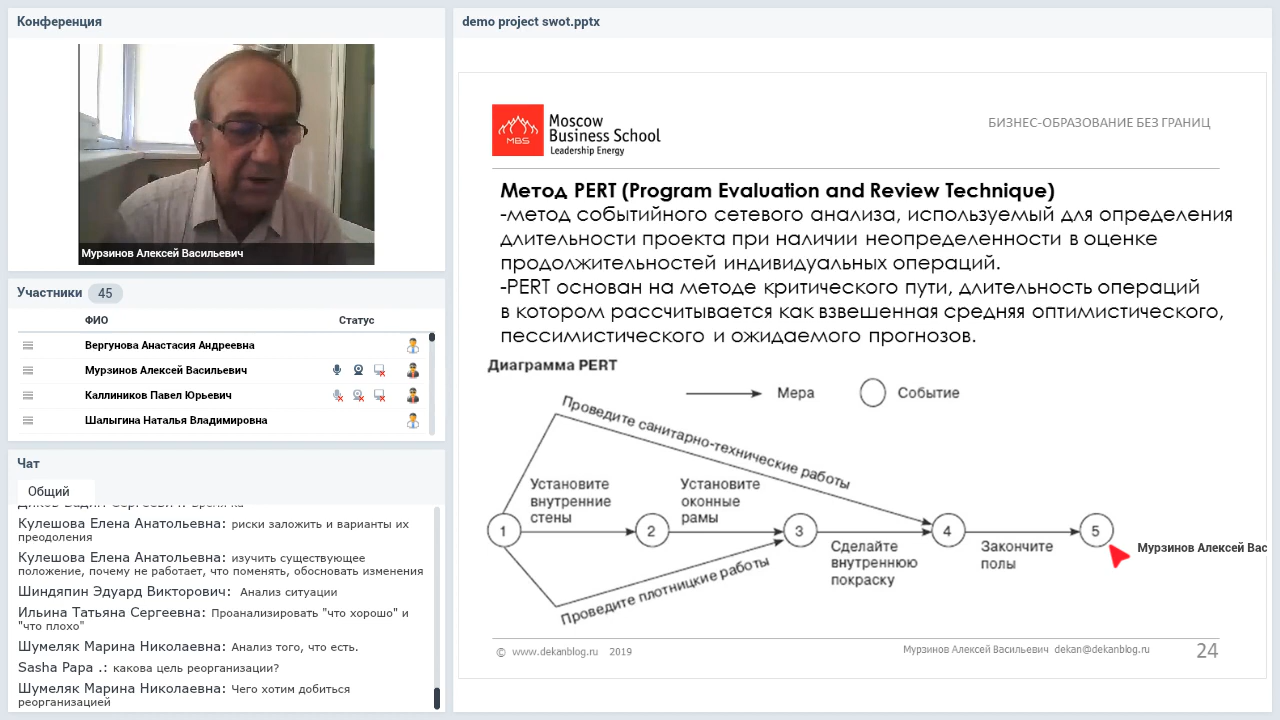 Конференция
Мурзинов Алексей Васильевич
Участники 45
ФИО Статус
Вергунова Анастасия Андреевна
Мурзинов Алексей Васильевич
Каллиников Павел Юрьевич
Шалыгина Наталья Владимировна
Чат
Общий
Кулешова Елена Анатольевна: риски заложить и варианты их
преодоления
Кулешова Елена Анатольевна: изучить существующее
положение, почему не работает, что поменять, обосновать изменения
Шиндяпин Эдуард Викторович: Анализ ситуации
Ильина Татьяна Сергеевна: Проанализировать "что хорошо" и
"что плохо"
Шумеляк Марина Николаевна: Анализ того, что есть.
Sasha Papa .: какова цель реорганизации?
Шумеляк Марина Николаевна: Чего хотим добиться
реорганизацией
demo project swot.pptx
MBS
Moscow
Business School
Leadership Energy
БИЗНЕС-ОБРАЗОВАНИЕ БЕЗ ГРАНИЦ
Метод PERT (Program Evaluation and Review Technique)
-метод событийного сетевого анализа, используемый для определения
длительности проекта при наличии неопределенности в оценке
продолжительностей индивидуальных операций.
-PERT основан на методе критического пути, длительность операций
в котором рассчитывается как взвешенная средняя оптимистического,
пессимистического и ожидаемого прогнозов.
Диаграмма PERT
Мера Событие
Проведите санитарно-технические работы
Установите
внутренние
стены
Установите
оконные
рамы
1 2 3 4 5
Сделайте
внутреннюю
покраску
Закончите
полы
Мурзинов Алексей Вас
Проведите плотницкие работы
© www.dekanblog.ru 2019
Мурзинов Алексей Васильевич dekan@dekanblog.ru
24